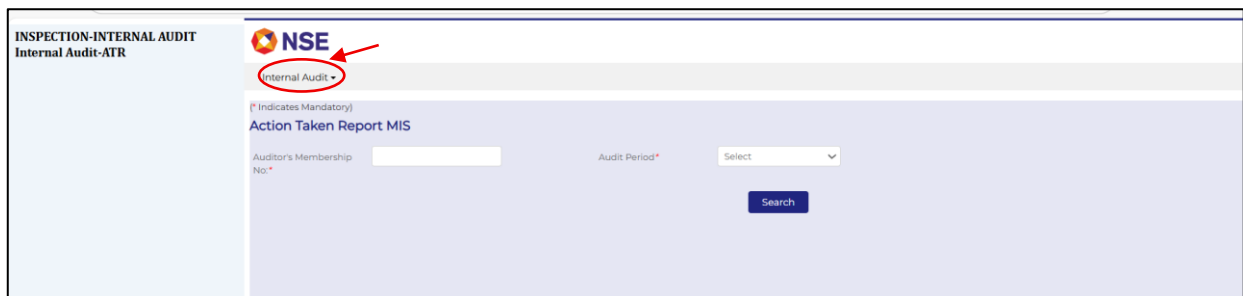 INSPECTION-INTERNAL AUDIT
Internal Audit-ATR
NSE
Internal Audit
(* Indicates Mandatory)
Action Taken Report MIS
Auditor's Membership
No:*
Audit Period*
Select
Search